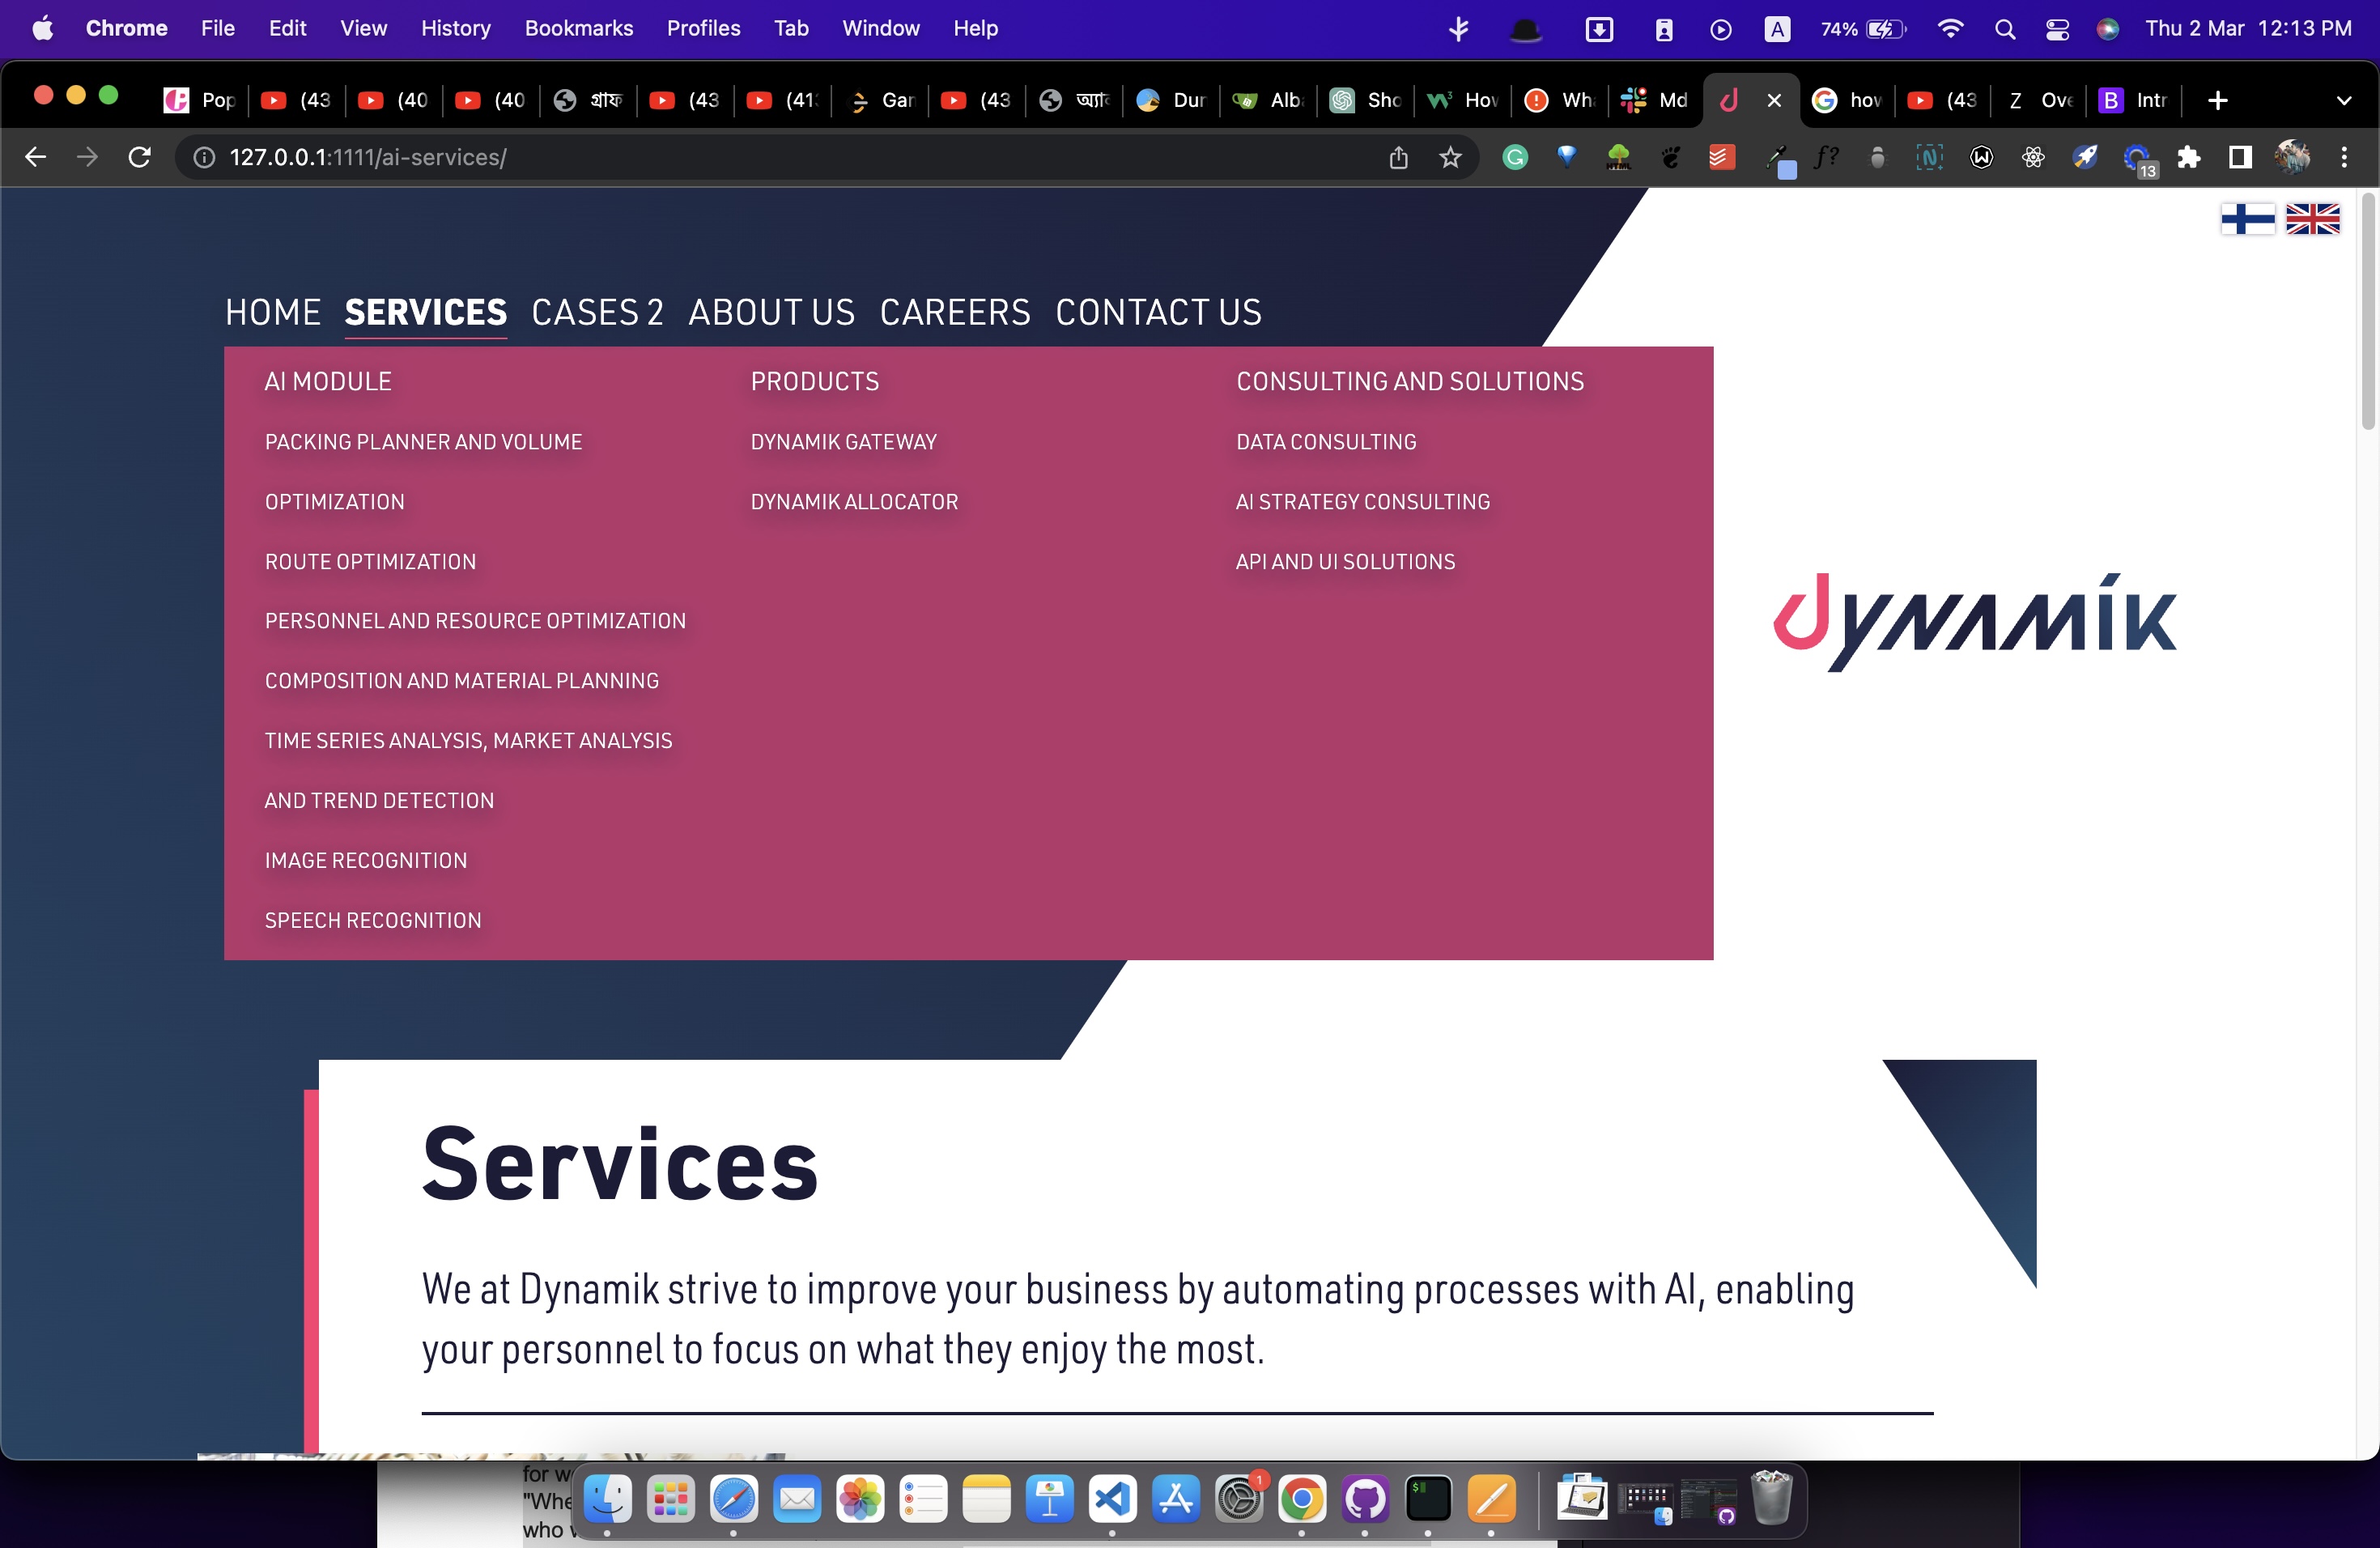 Chrome File Edit View History Bookmarks Profiles Tab Window Help 74% Thu 2 Mar 12:13 PM
Pop (43 (40 (40 গ্রাফ (43 (41 Gar (43 Dur Alb Sho How Wh Md how (43 Ove Intr
127.0.0.1:1111/ai-services/ 13
HOME SERVICES CASES 2 ABOUT US CAREERS CONTACT US
AI MODULE
PACKING PLANNER AND VOLUME
OPTIMIZATION
ROUTE OPTIMIZATION
PERSONNEL AND RESOURCE OPTIMIZATION
COMPOSITION AND MATERIAL PLANNING
TIME SERIES ANALYSIS, MARKET ANALYSIS
AND TREND DETECTION
IMAGE RECOGNITION
SPEECH RECOGNITION
PRODUCTS
DYNAMIK GATEWAY
DYNAMIK ALLOCATOR
CONSULTING AND SOLUTIONS
DATA CONSULTING
AI STRATEGY CONSULTING
API AND UI SOLUTIONS
dynamík
Services
We at Dynamik strive to improve your business by automating processes with AI, enabling
your personnel to focus on what they enjoy the most.
for w
"Whe
who
1